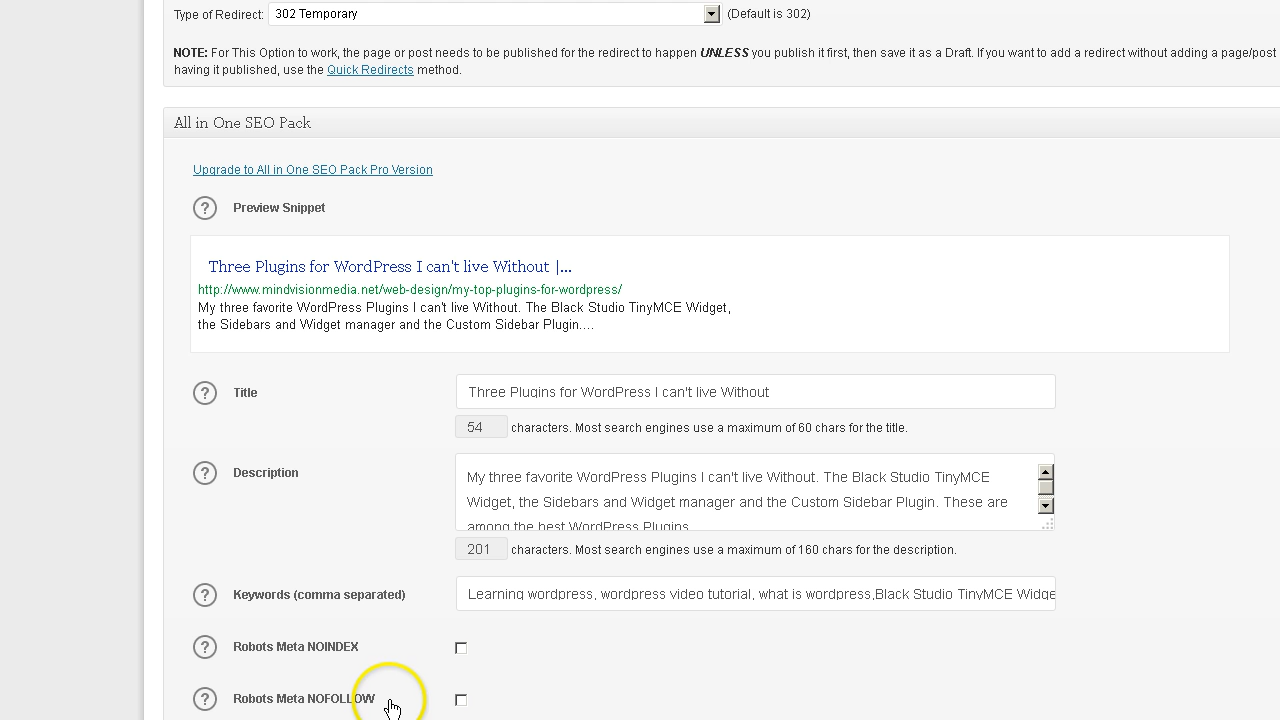 Type of Redirect: 302 Temporary (Default is 302)
NOTE: For This Option to work, the page or post needs to be published for the redirect to happen UNLESS you publish it first, then save it as a Draft. If you want to add a redirect without adding a page/post
having it published, use the Quick Redirects method.
All in One SEO Pack
Upgrade to All in One SEO Pack Pro Version
? Preview Snippet
Three Plugins for WordPress I can't live Without |...
http://www.mindvisionmedia.net/web-design/my-top-plugins-for-wordpress/
My three favorite WordPress Plugins I can't live Without. The Black Studio TinyMCE Widget,
the Sidebars and Widget manager and the Custom Sidebar Plugin....
? Title Three Plugins for WordPress I can't live Without
54 characters. Most search engines use a maximum of 60 chars for the title.
? Description My three favorite WordPress Plugins I can't live Without. The Black Studio TinyMCE
Widget, the Sidebars and Widget manager and the Custom Sidebar Plugin. These are
among the best WordPress Plugins
201 characters. Most search engines use a maximum of 160 chars for the description.
? Keywords (comma separated) Learning wordpress, wordpress video tutorial, what is wordpress,Black Studio TinyMCE Widge
? Robots Meta NOINDEX
? Robots Meta NOFOLLOW